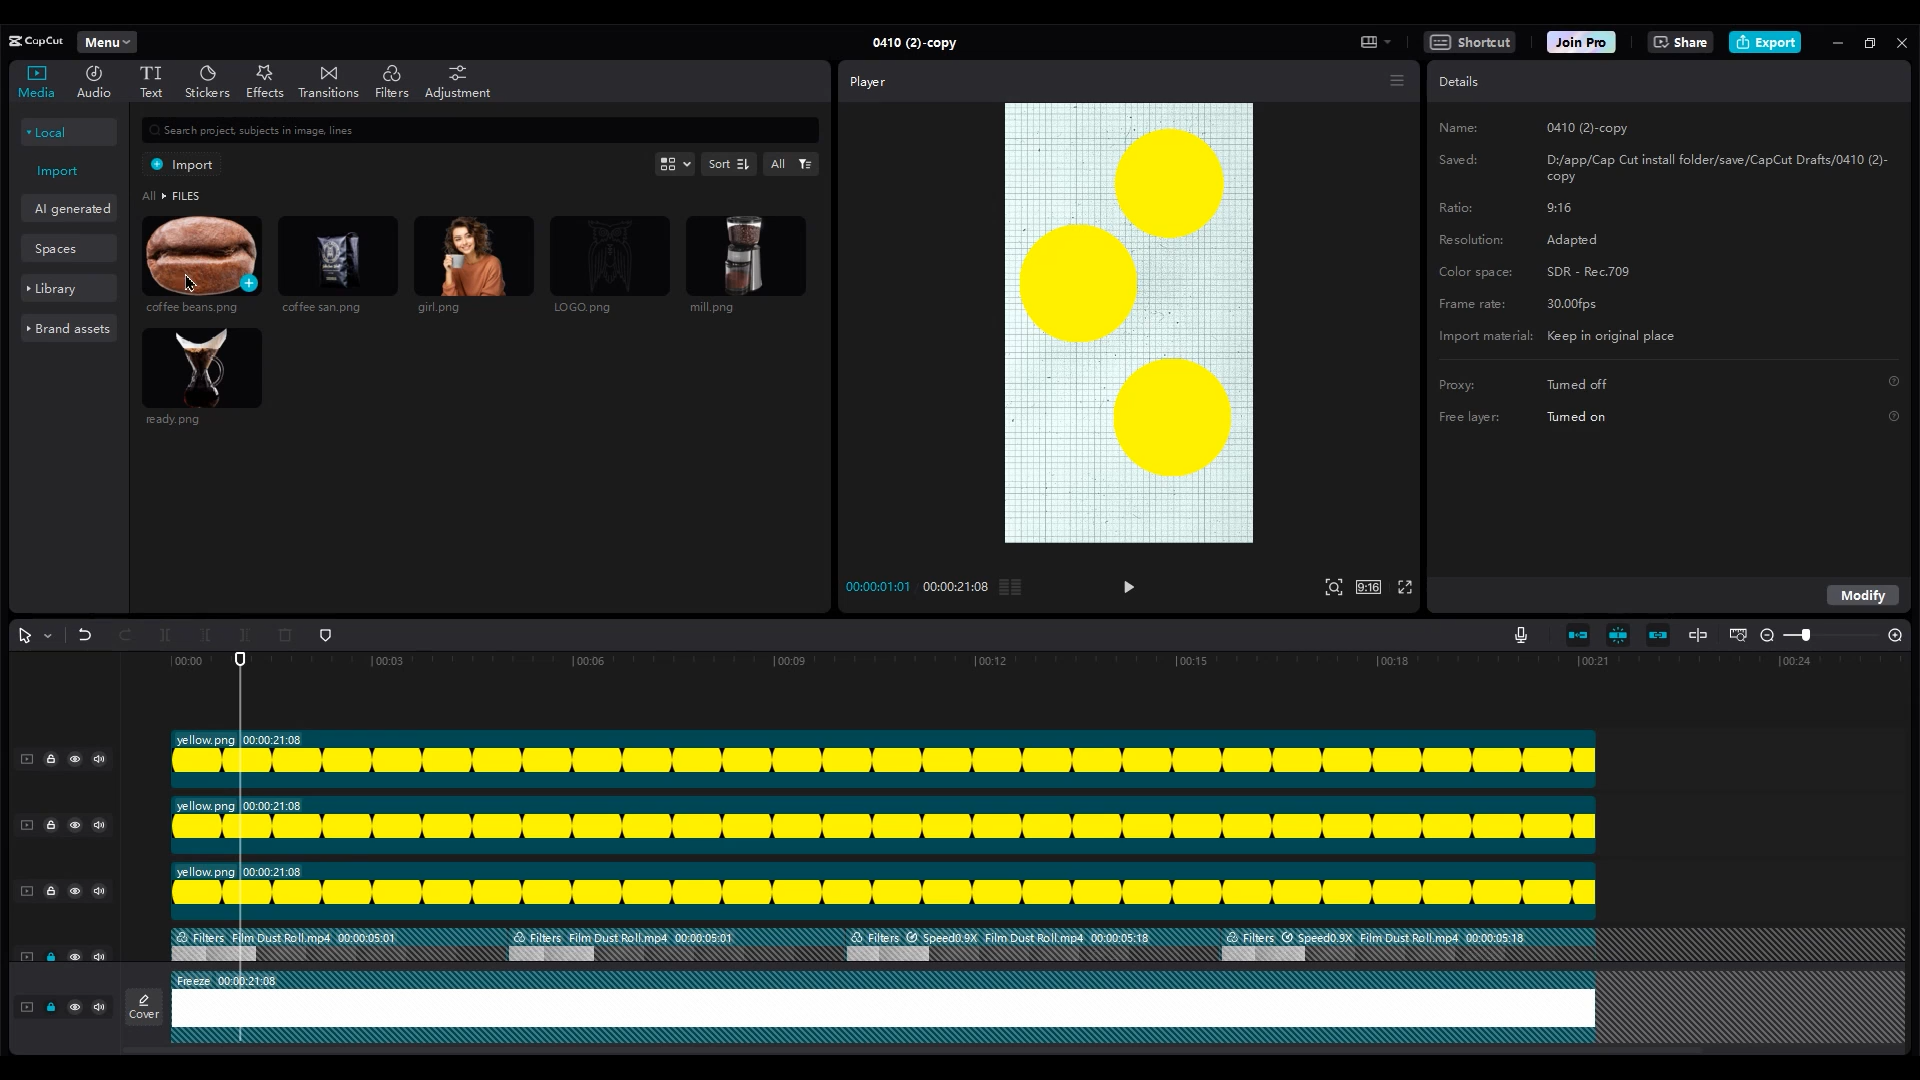 CapCut Menu 0410 (2)-copy Shortcut Join Pro Share Export
Media Audio Text Stickers Effects Transitions Filters Adjustment
Player
Details
Local
Import
AI generated
Spaces
Library
Brand assets
Search project, subjects in image, lines
Import Sort All
All FILES
coffee beans.png coffee san.png girl.png LOGO.png mill.png
ready.png
00:00:01:01 00:00:21:08 9:16
Name: 0410 (2)-copy
Saved: D:/app/Cap Cut install folder/save/CapCut Drafts/0410 (2)-
copy
Ratio: 9:16
Resolution: Adapted
Color space: SDR - Rec.709
Frame rate: 30.00fps
Import material: Keep in original place
Proxy: Turned off
Free layer: Turned on
Modify
00:00 00:03 00:06 00:09 00:12 00:15 00:18 00:21 00:24
yellow.png 00:00:21:08
yellow.png 00:00:21:08
yellow.png 00:00:21:08
Filters Film Dust Roll.mp4 00:00:05:01 Filters Film Dust Roll.mp4 00:00:05:01 Filters Speed0.9X Film Dust Roll.mp4 00:00:05:18 Filters Speed0.9X Film Dust Roll.mp4 00:00:05:18
Freeze 00:00:21:08
Cover